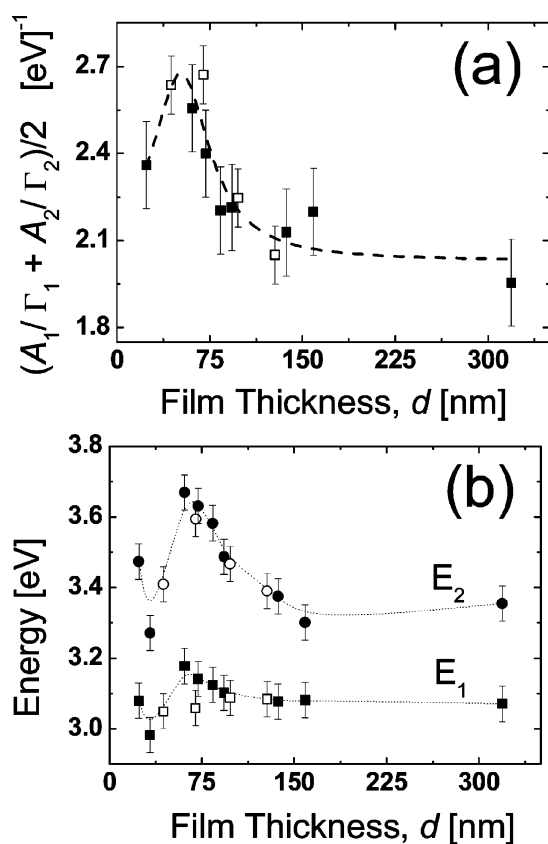 (A₁/Γ₁ + A₂/Γ₂)/2 [eV]⁻¹
(a)
2.7
2.4
2.1
1.8
0 75 150 225 300
Film Thickness, d [nm]
Energy [eV]
(b)
3.8
3.6
3.4
3.2
3.0
E₂
E₁
0 75 150 225 300
Film Thickness, d [nm]